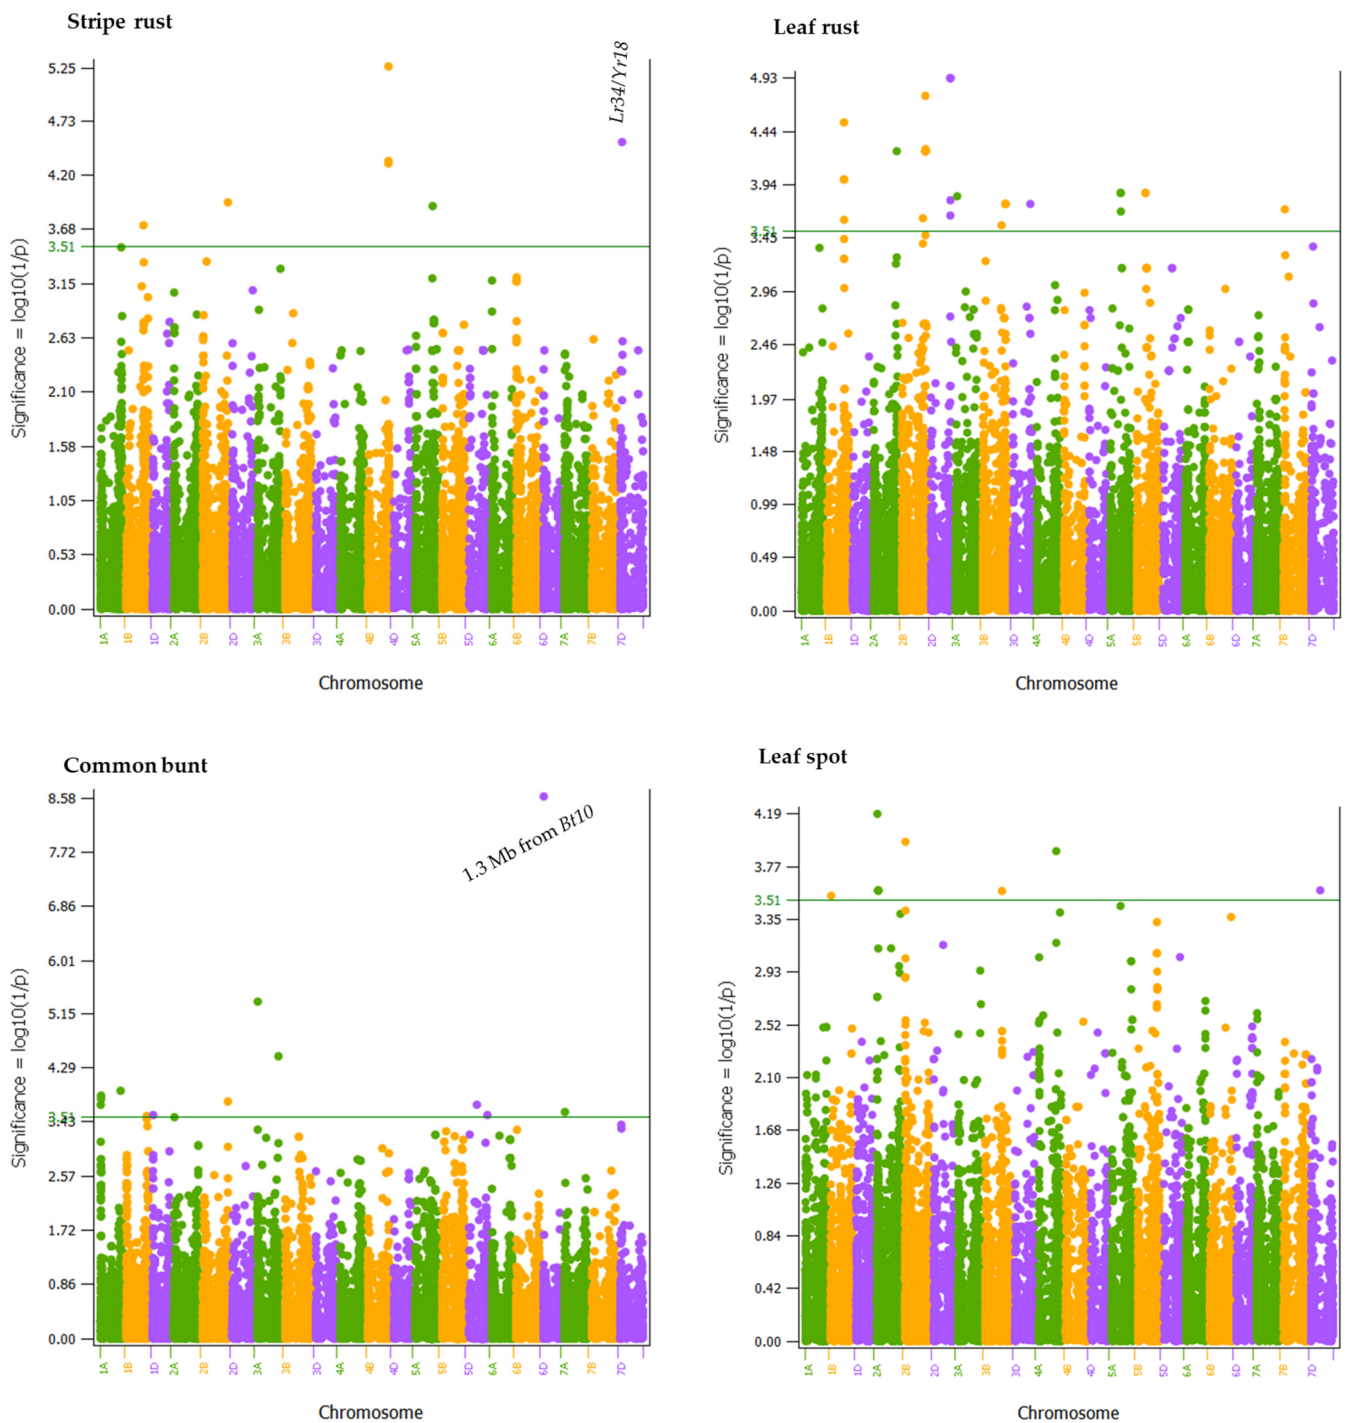 Stripe rust
Lr34/Yr18
Significance = log10(1/p)
5.25
4.73
4.20
3.68
3.51
3.15
2.63
2.10
1.58
1.05
0.53
0.00
1A 1B 1D 2A 2B 2D 3A 3B 3D 4A 4B 4D 5A 5B 5D 6A 6B 6D 7A 7B 7D
Chromosome
Leaf rust
Significance = log10(1/p)
4.93
4.44
3.94
3.51
3.45
2.96
2.46
1.97
1.48
0.99
0.49
0.00
1A 1B 1D 2A 2B 2D 3A 3B 3D 4A 4B 4D 5A 5B 5D 6A 6B 6D 7A 7B 7D
Chromosome
Common bunt
1.3 Mb from Bt10
Significance = log10(1/p)
8.58
7.72
6.86
6.01
5.15
4.29
3.51
3.43
2.57
1.72
0.86
0.00
1A 1B 1D 2A 2B 2D 3A 3B 3D 4A 4B 4D 5A 5B 5D 6A 6B 6D 7A 7B 7D
Chromosome
Leaf spot
Significance = log10(1/p)
4.19
3.77
3.51
3.35
2.93
2.52
2.10
1.68
1.26
0.84
0.42
0.00
1A 1B 1D 2A 2B 2D 3A 3B 3D 4A 4B 4D 5A 5B 5D 6A 6B 6D 7A 7B 7D
Chromosome